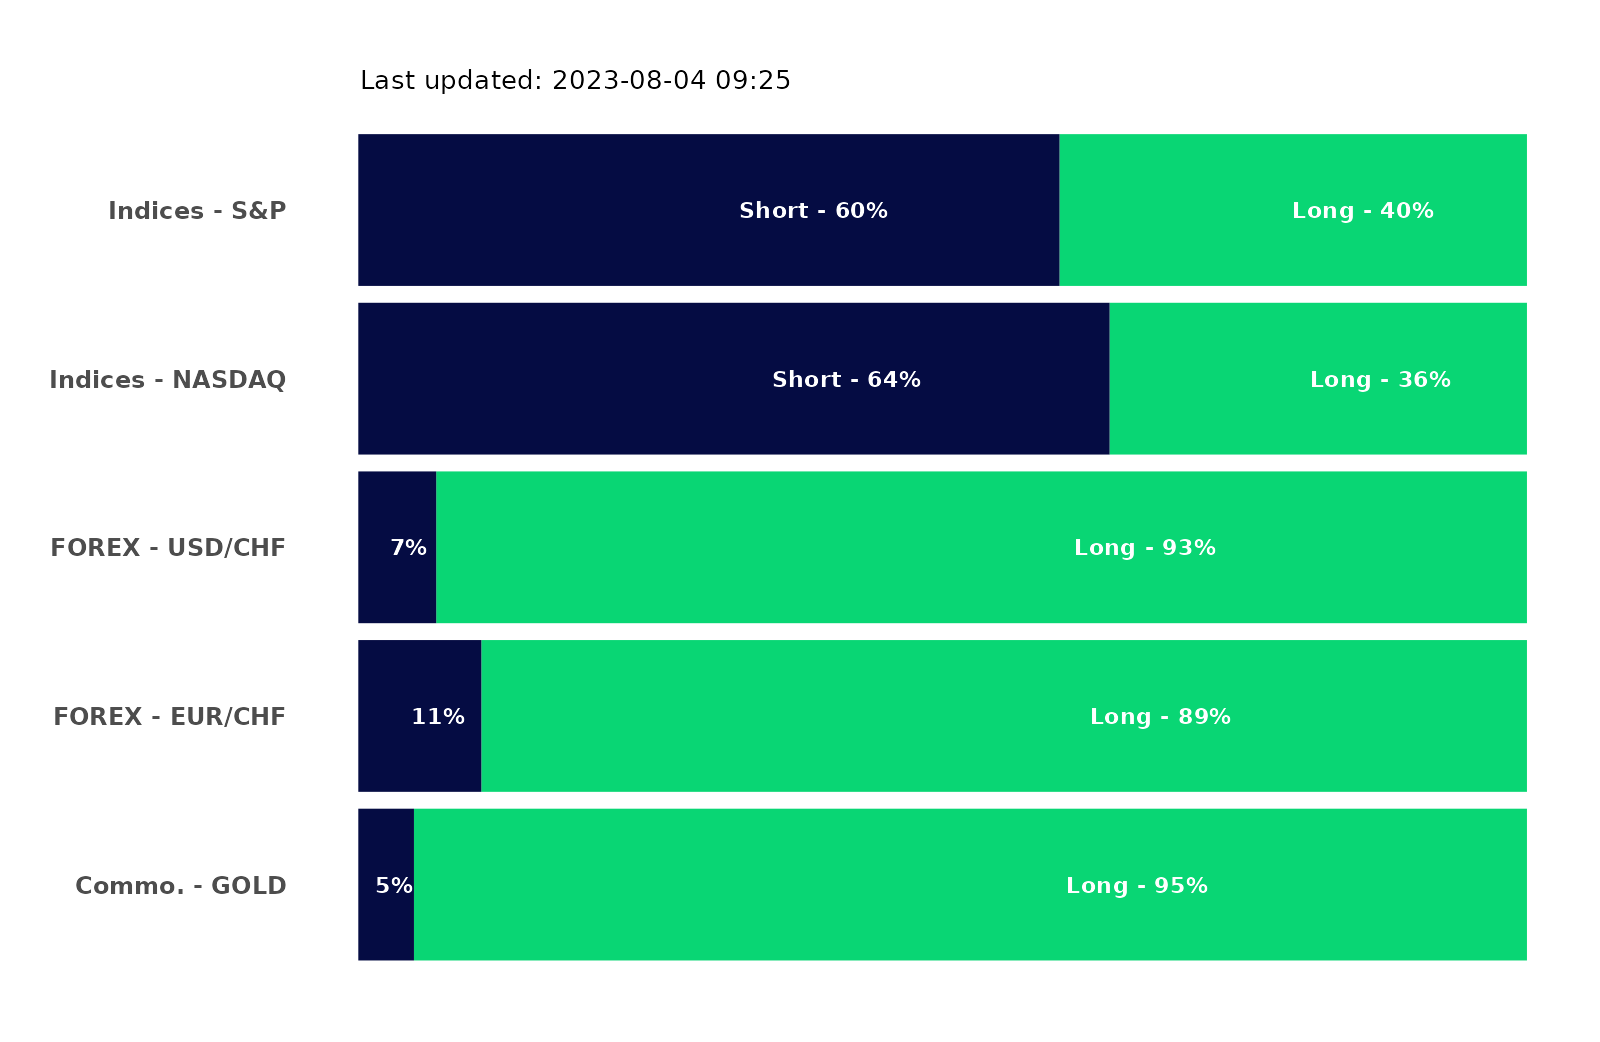 Last updated: 2023-08-04 09:25
Indices - S&P Short - 60% Long - 40%
Indices - NASDAQ Short - 64% Long - 36%
FOREX - USD/CHF 7% Long - 93%
FOREX - EUR/CHF 11% Long - 89%
Commo. - GOLD 5% Long - 95%